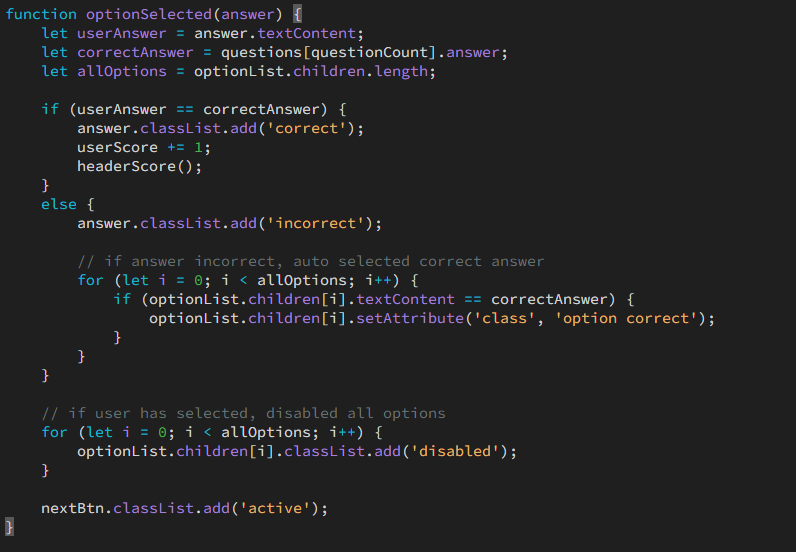 function optionSelected(answer) {
    let userAnswer = answer.textContent;
    let correctAnswer = questions[questionCount].answer;
    let allOptions = optionList.children.length;

    if (userAnswer == correctAnswer) {
        answer.classList.add('correct');
        userScore += 1;
        headerScore();
    }
    else {
        answer.classList.add('incorrect');

        // if answer incorrect, auto selected correct answer
        for (let i = 0; i < allOptions; i++) {
            if (optionList.children[i].textContent == correctAnswer) {
                optionList.children[i].setAttribute('class', 'option correct');
            }
        }
    }

    // if user has selected, disabled all options
    for (let i = 0; i < allOptions; i++) {
        optionList.children[i].classList.add('disabled');
    }

    nextBtn.classList.add('active');
}